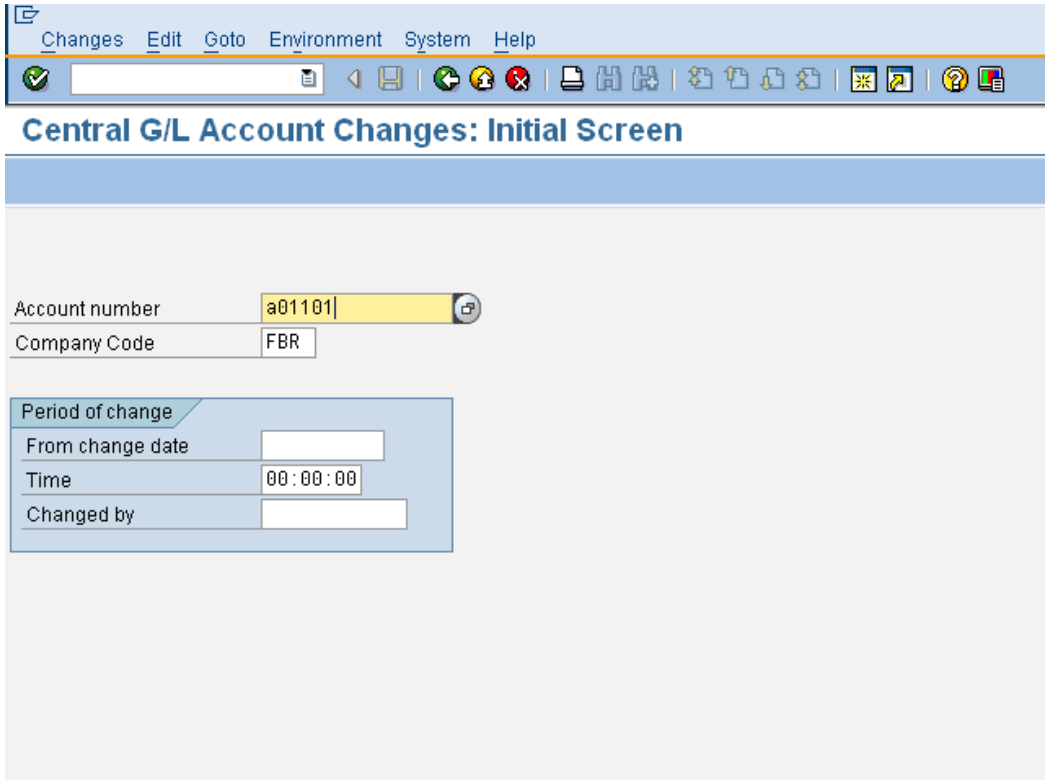 Changes Edit Goto Environment System Help
Central G/L Account Changes: Initial Screen
Account number a01101
Company Code FBR
Period of change
From change date
Time 00:00:00
Changed by